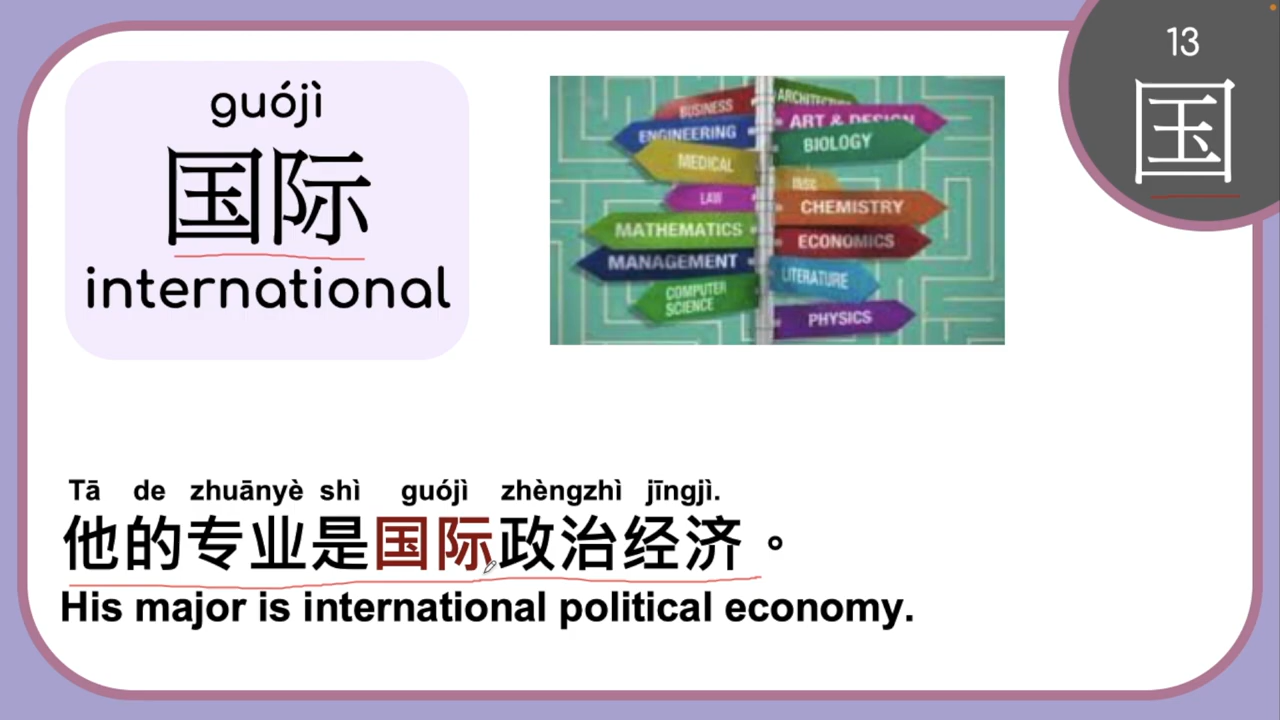 guójì
国际
international
13
国
BUSINESS
ENGINEERING
MEDICAL
LAW
MATHEMATICS
MANAGEMENT
COMPUTER
SCIENCE
ART & DESIGN
BIOLOGY
CHEMISTRY
ECONOMICS
LITERATURE
PHYSICS
Tā de zhuānyè shì guójì zhèngzhì jīngjì.
他的专业是国际政治经济。
His major is international political economy.